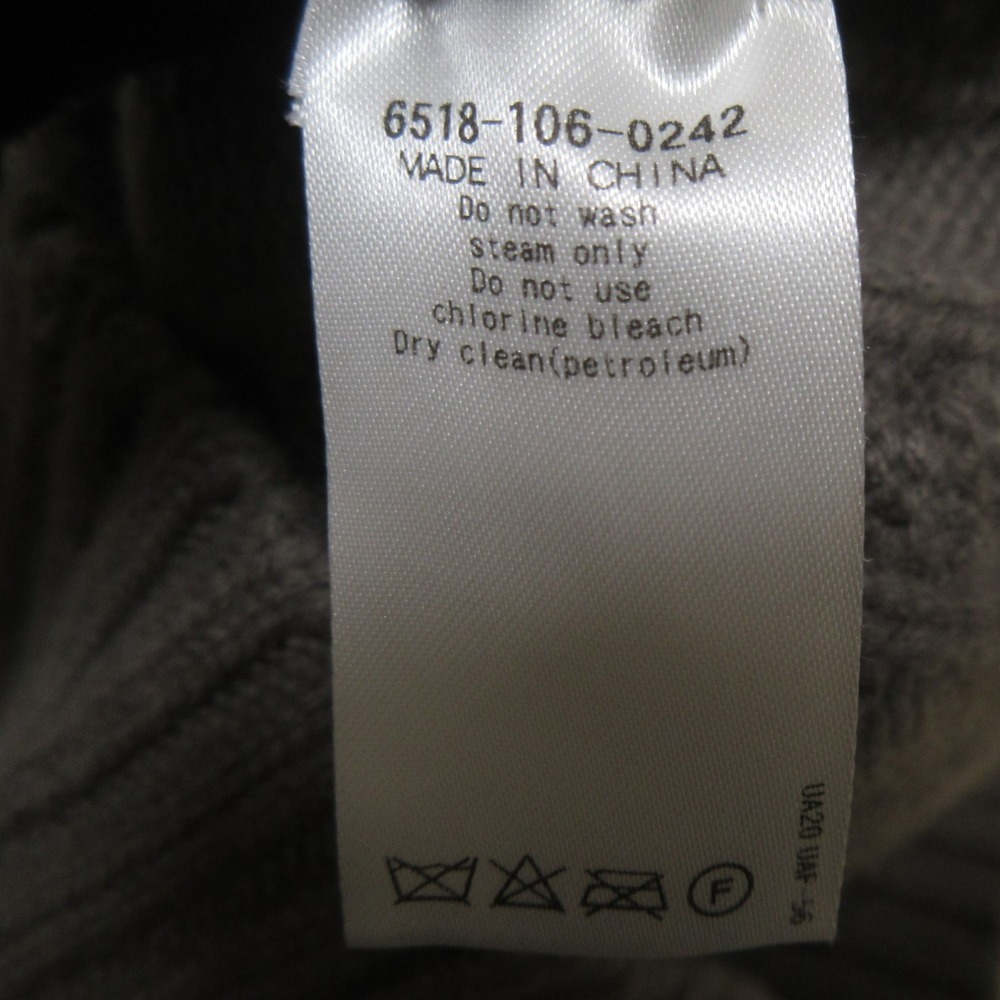 6518-106-0242
MADE IN CHINA
Do not wash
steam only
Do not use
chlorine bleach
Dry clean(petroleum)
F
UA20 UAF-56